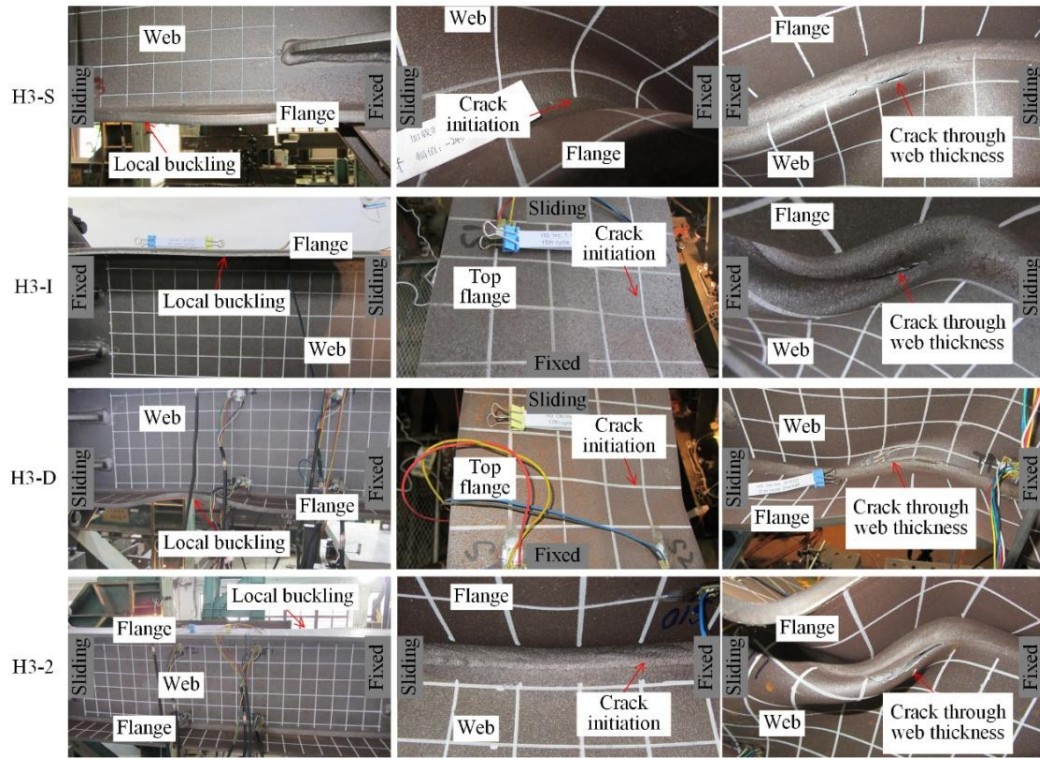 H3-S
Web
Sliding
Fixed
Flange
Local buckling
Web
Sliding
Fixed
Crack
initiation
Flange
Flange
Sliding
Fixed
Crack through
web thickness
Web
H3-I
Flange
Fixed
Sliding
Local buckling
Web
Sliding
Crack
initiation
Top
flange
Fixed
Flange
Fixed
Sliding
Crack through
web thickness
Web
H3-D
Web
Sliding
Fixed
Flange
Local buckling
Sliding
Crack
initiation
Top
flange
Fixed
Web
Sliding
Fixed
Crack through
web thickness
Flange
H3-2
Local buckling
Flange
Sliding
Fixed
Web
Flange
Flange
Sliding
Fixed
Crack
initiation
Web
Flange
Sliding
Fixed
Crack through
web thickness
Web